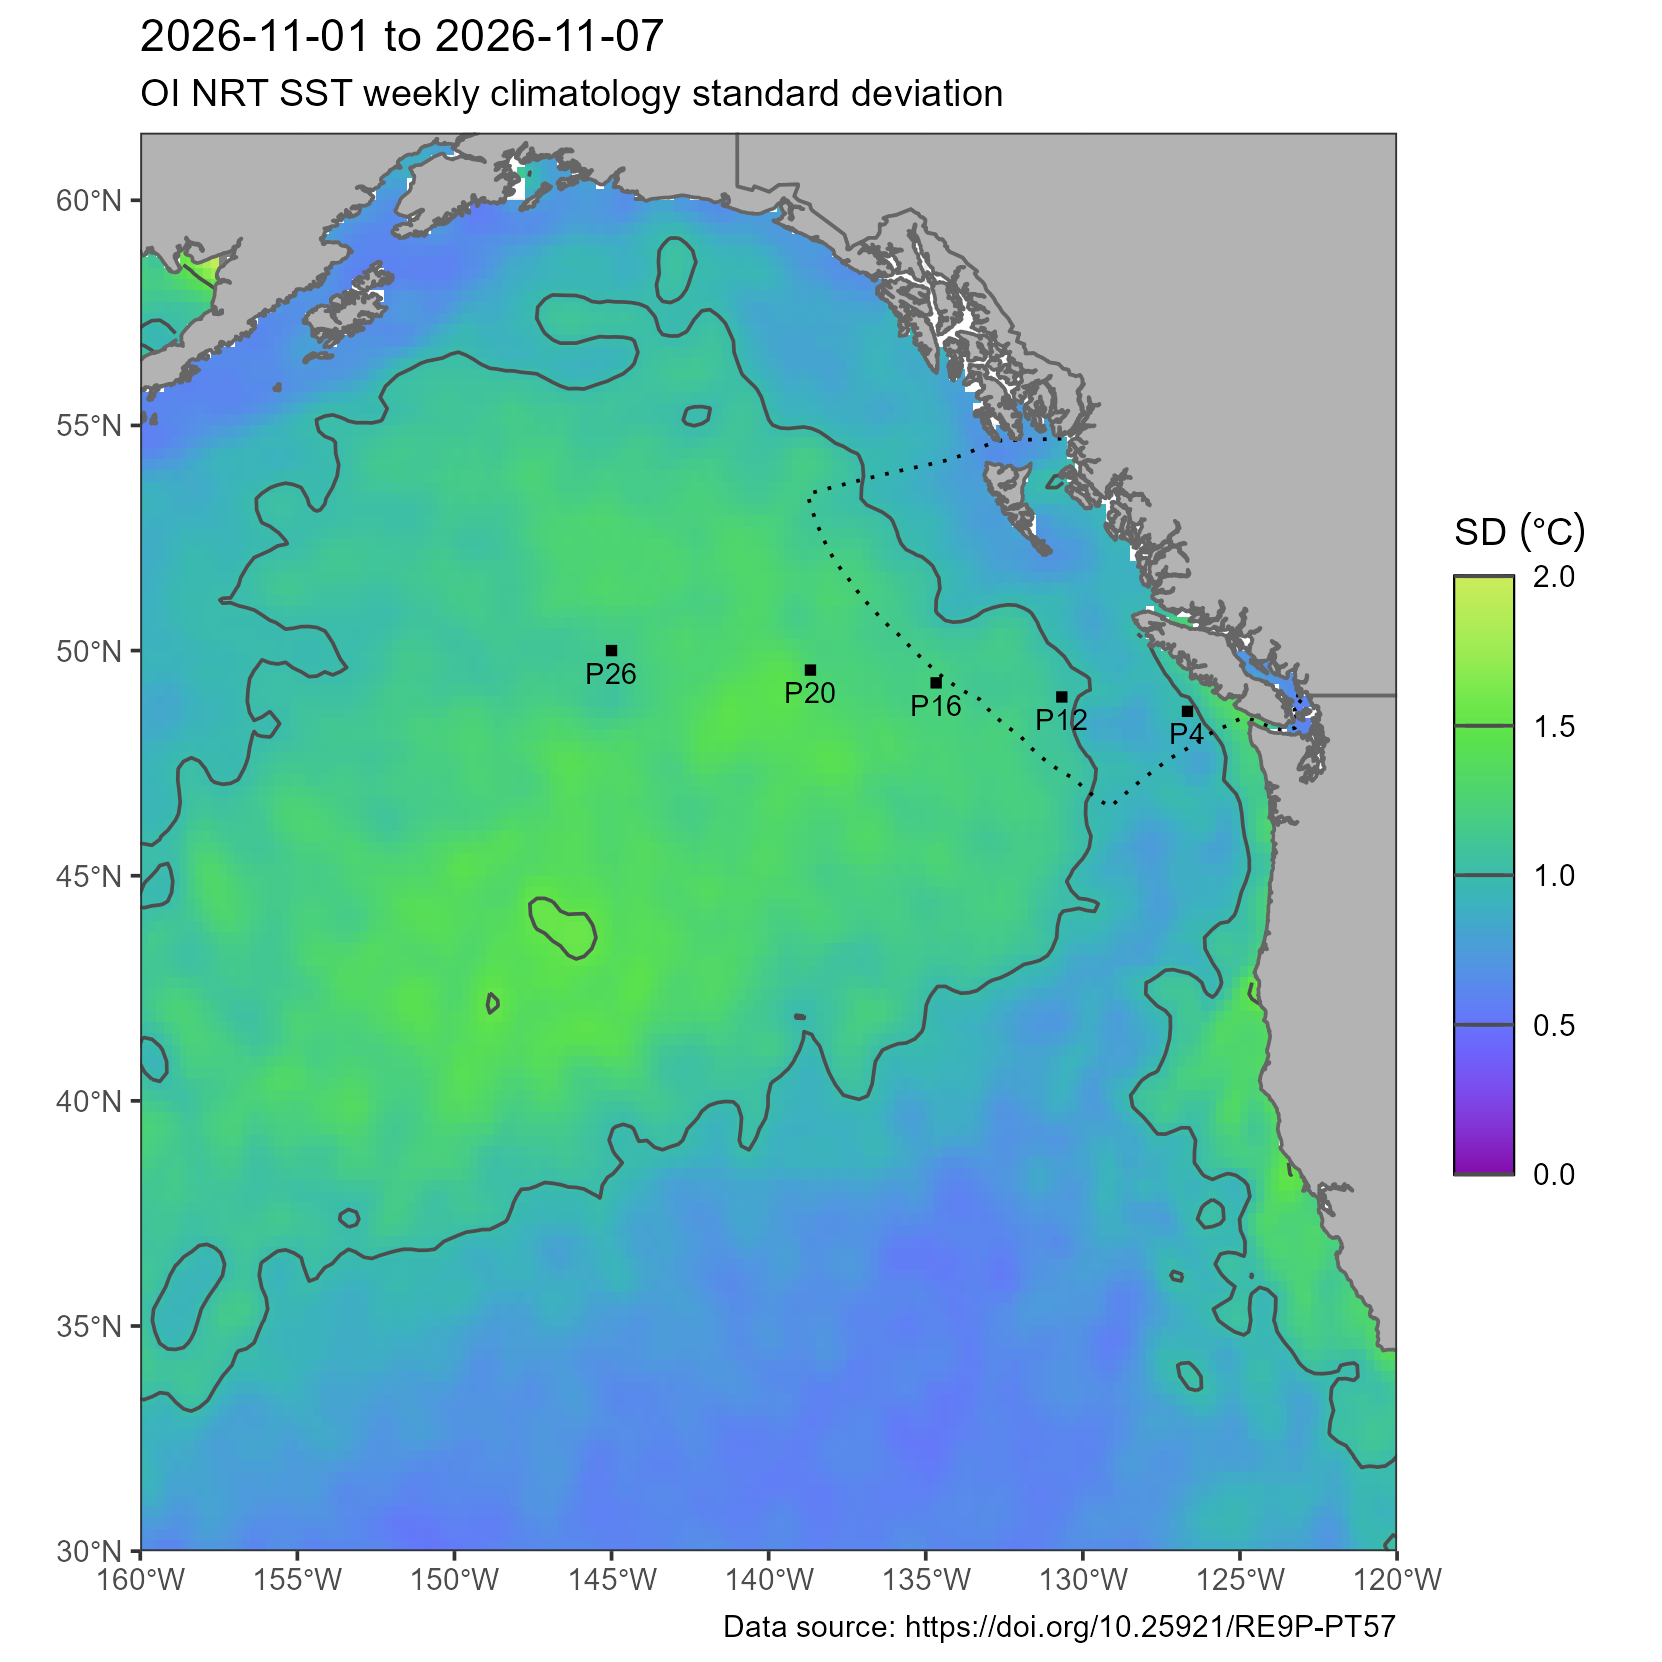 2026-11-01 to 2026-11-07
OI NRT SST weekly climatology standard deviation
60°N
55°N
50°N
45°N
40°N
35°N
30°N
P26
P20
P16
P12
P4
160°W
155°W
150°W
145°W
140°W
135°W
130°W
125°W
120°W
SD (°C)
2.0
1.5
1.0
0.5
0.0
Data source: https://doi.org/10.25921/RE9P-PT57